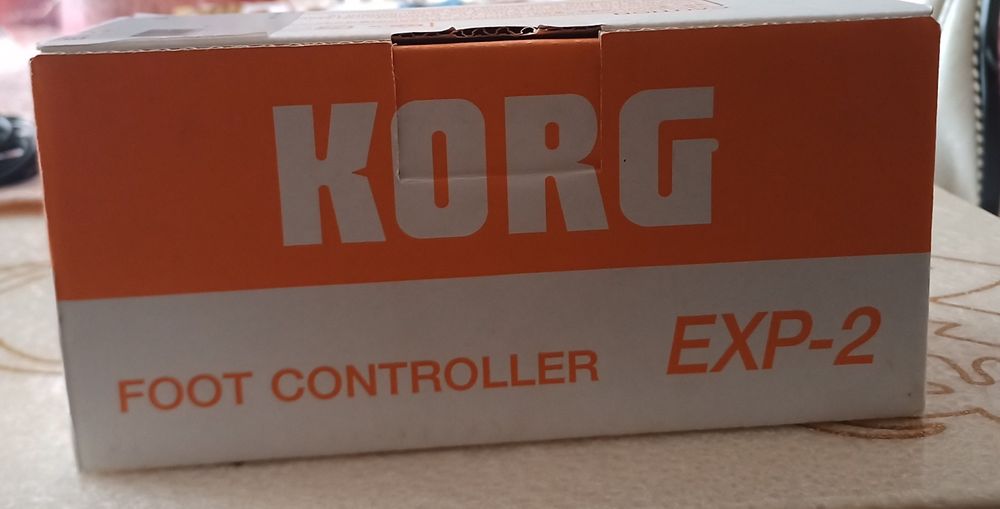 KORG
FOOT CONTROLLER
EXP-2